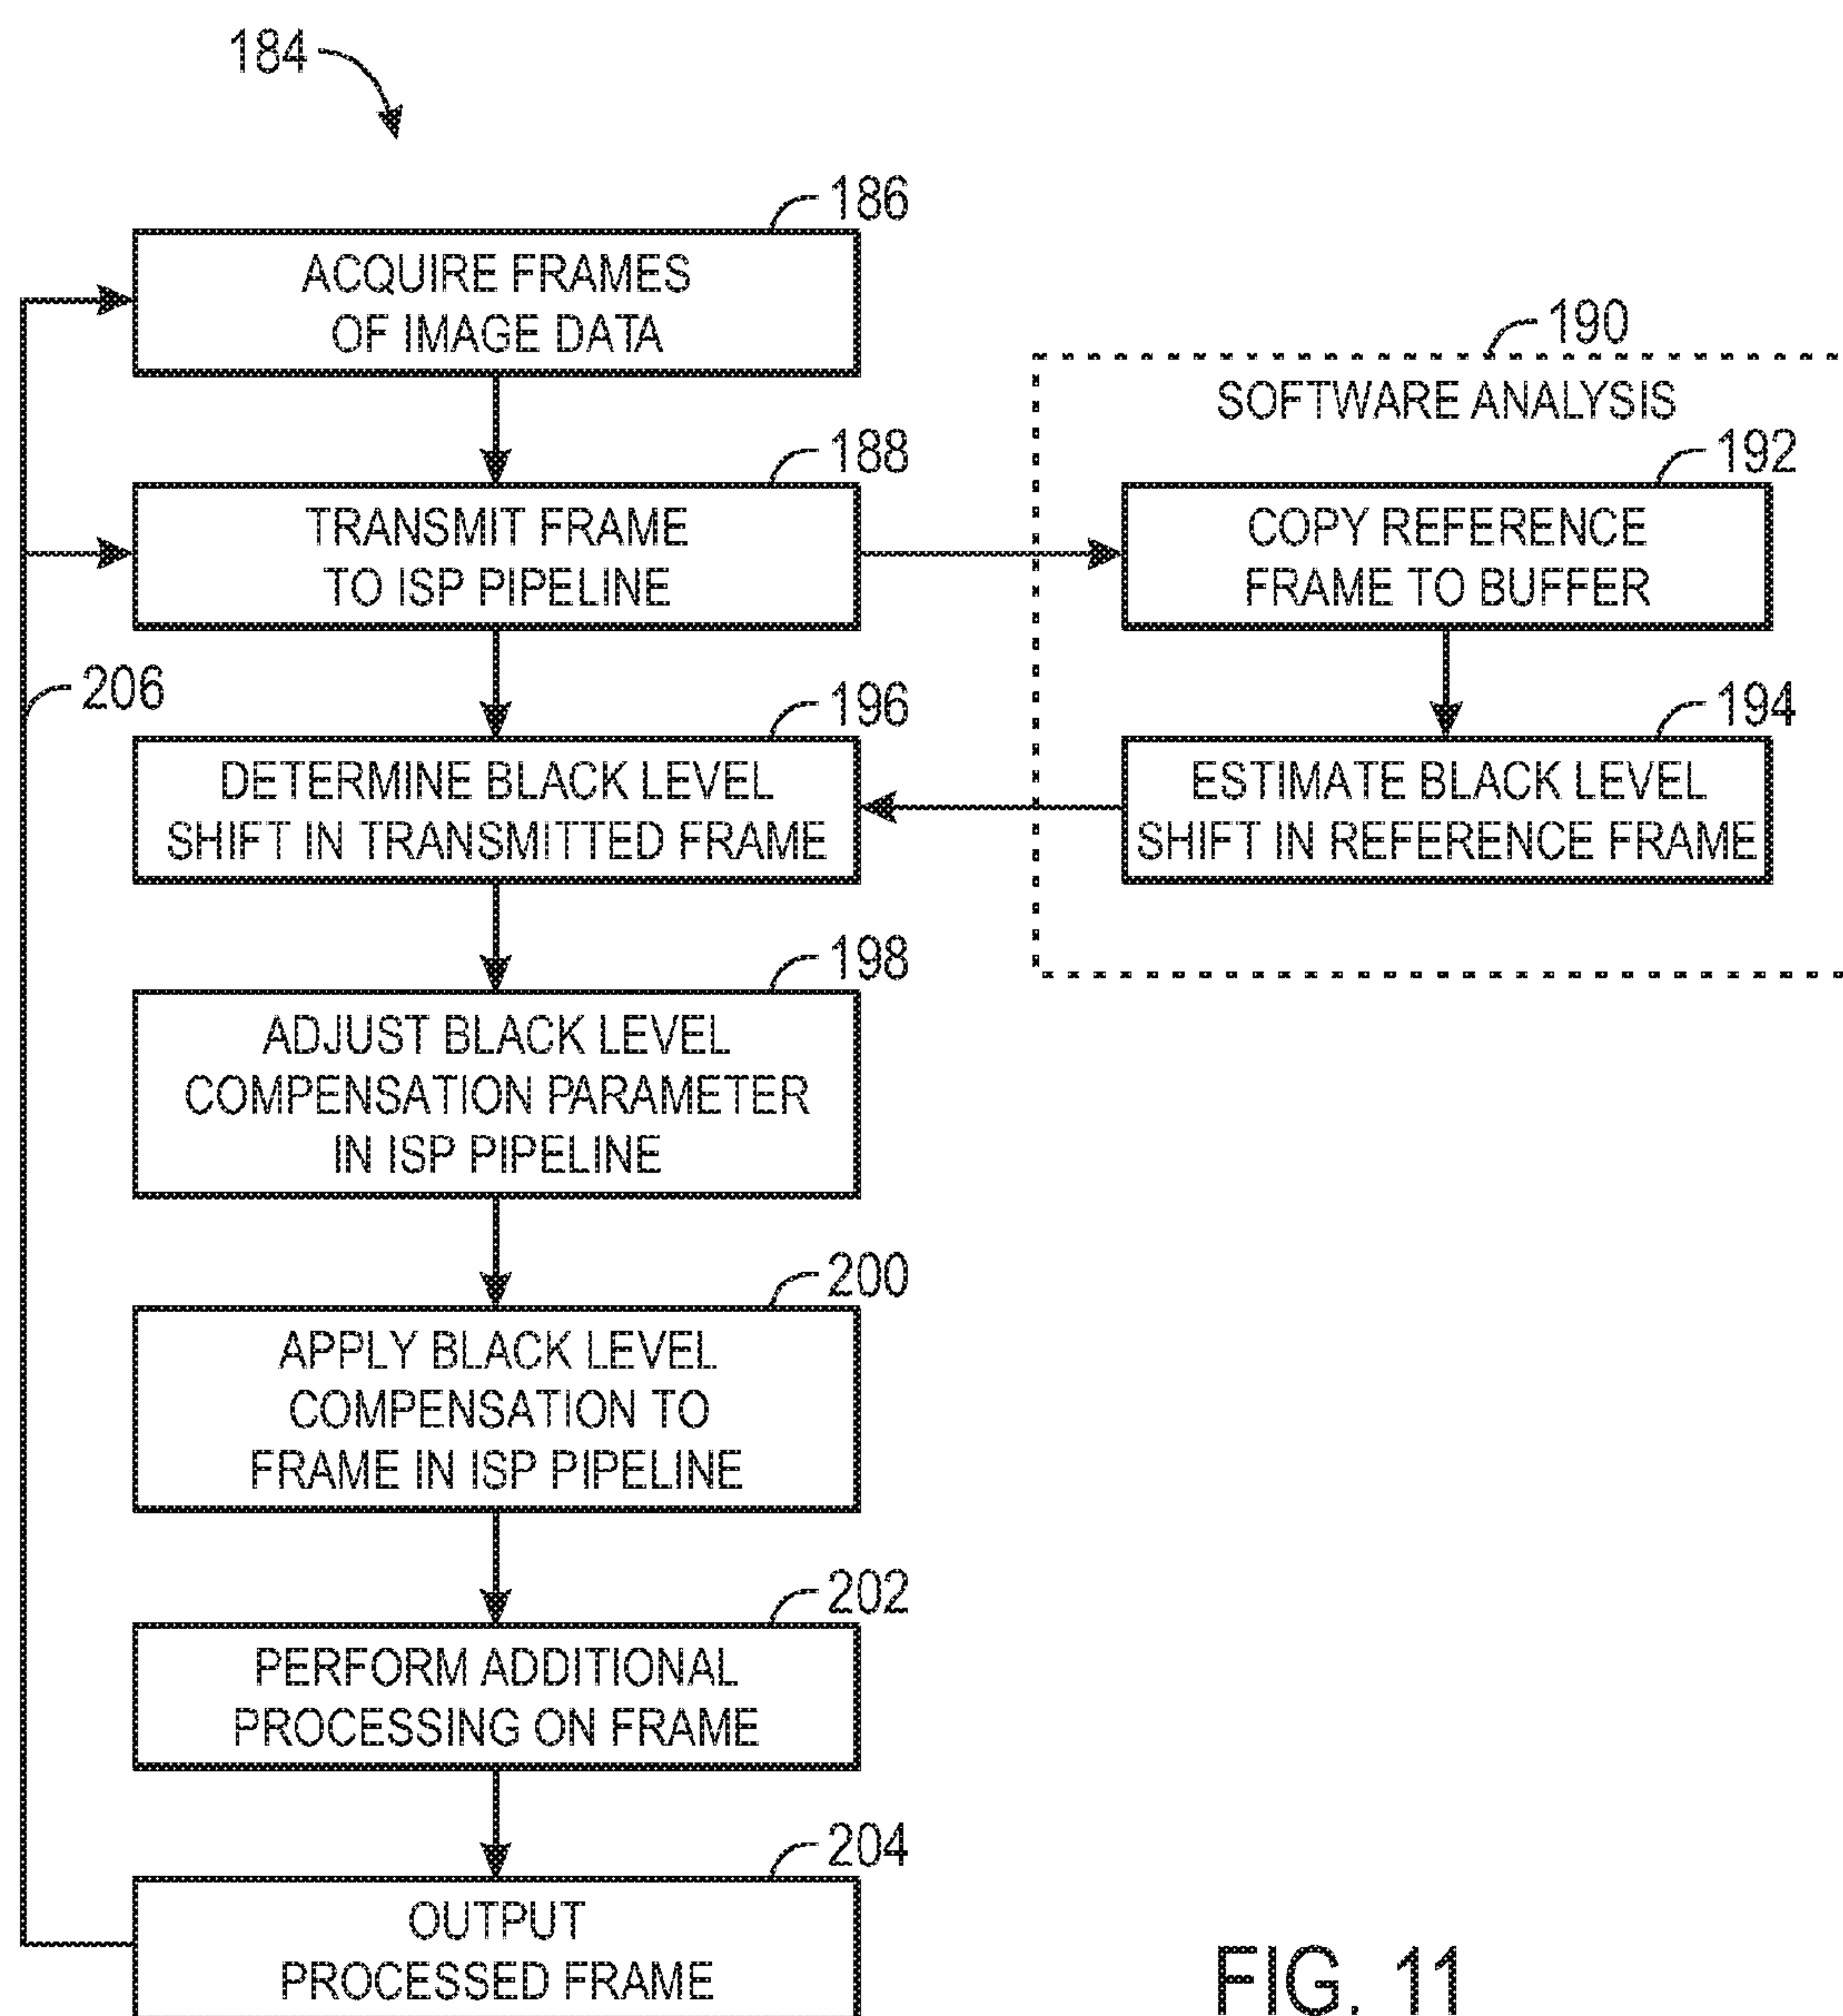 184
186
ACQUIRE FRAMES
OF IMAGE DATA
190
SOFTWARE ANALYSIS
188
TRANSMIT FRAME
TO ISP PIPELINE
192
COPY REFERENCE
FRAME TO BUFFER
206
196
DETERMINE BLACK LEVEL
SHIFT IN TRANSMITTED FRAME
194
ESTIMATE BLACK LEVEL
SHIFT IN REFERENCE FRAME
198
ADJUST BLACK LEVEL
COMPENSATION PARAMETER
IN ISP PIPELINE
200
APPLY BLACK LEVEL
COMPENSATION TO
FRAME IN ISP PIPELINE
202
PERFORM ADDITIONAL
PROCESSING ON FRAME
204
OUTPUT
PROCESSED FRAME
FIG. 11